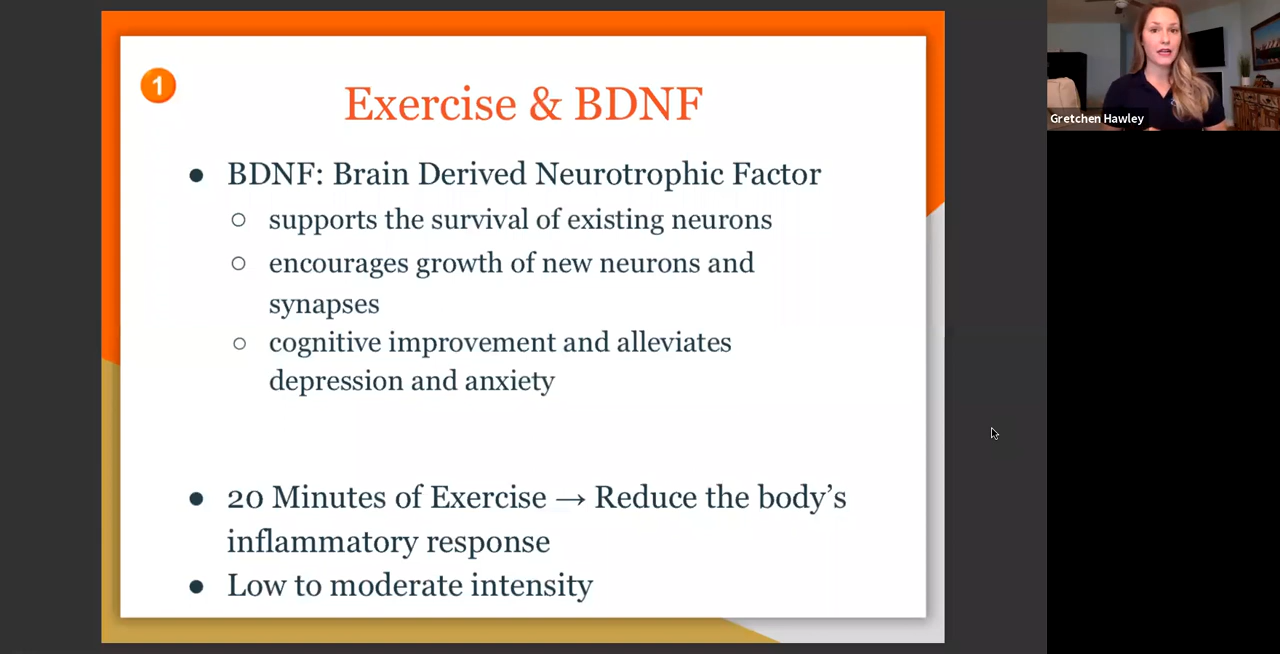 1
Exercise & BDNF
● BDNF: Brain Derived Neurotrophic Factor
○ supports the survival of existing neurons
○ encourages growth of new neurons and
synapses
○ cognitive improvement and alleviates
depression and anxiety
● 20 Minutes of Exercise → Reduce the body’s
inflammatory response
● Low to moderate intensity
Gretchen Hawley